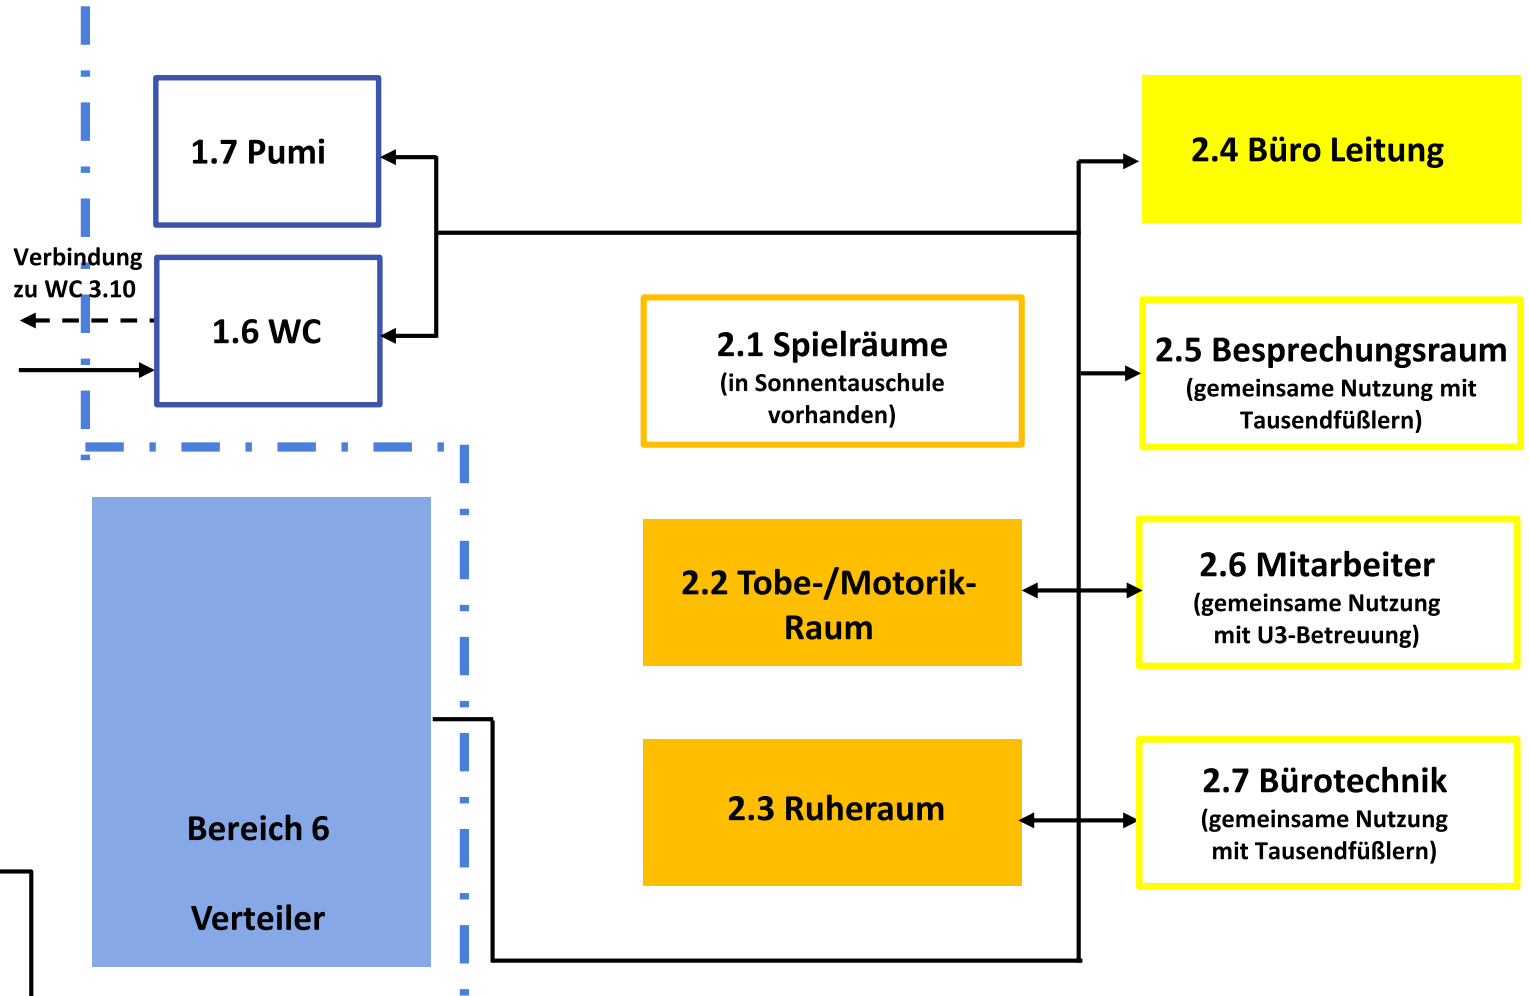 1.7 Pumi
Verbindung
zu WC 3.10
1.6 WC
Bereich 6
Verteiler
2.1 Spielräume
(in Sonnentauschule
vorhanden)
2.2 Tobe-/Motorik-
Raum
2.3 Ruheraum
2.4 Büro Leitung
2.5 Besprechungsraum
(gemeinsame Nutzung mit
Tausendfüßlern)
2.6 Mitarbeiter
(gemeinsame Nutzung
mit U3-Betreuung)
2.7 Bürotechnik
(gemeinsame Nutzung
mit Tausendfüßlern)